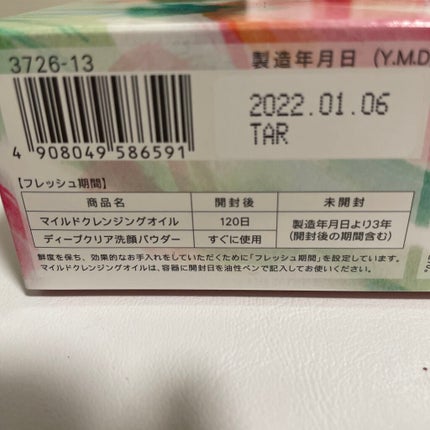 3726-13
製造年月日 (Y.M.D
2022.01.06
TAR
4 908049 586591
【フレッシュ期間】
商品名 開封後 未開封
マイルドクレンジングオイル 120日 製造年月日より3年
ディープクリア洗顔パウダー すぐに使用 (開封後の期間含む)
鮮度を保ち、効果的なお手入れをしていただくために「フレッシュ期間」を設定しています。
マイルドクレンジングオイルは、容器に開封日を油性ペンで記入してお使いください。